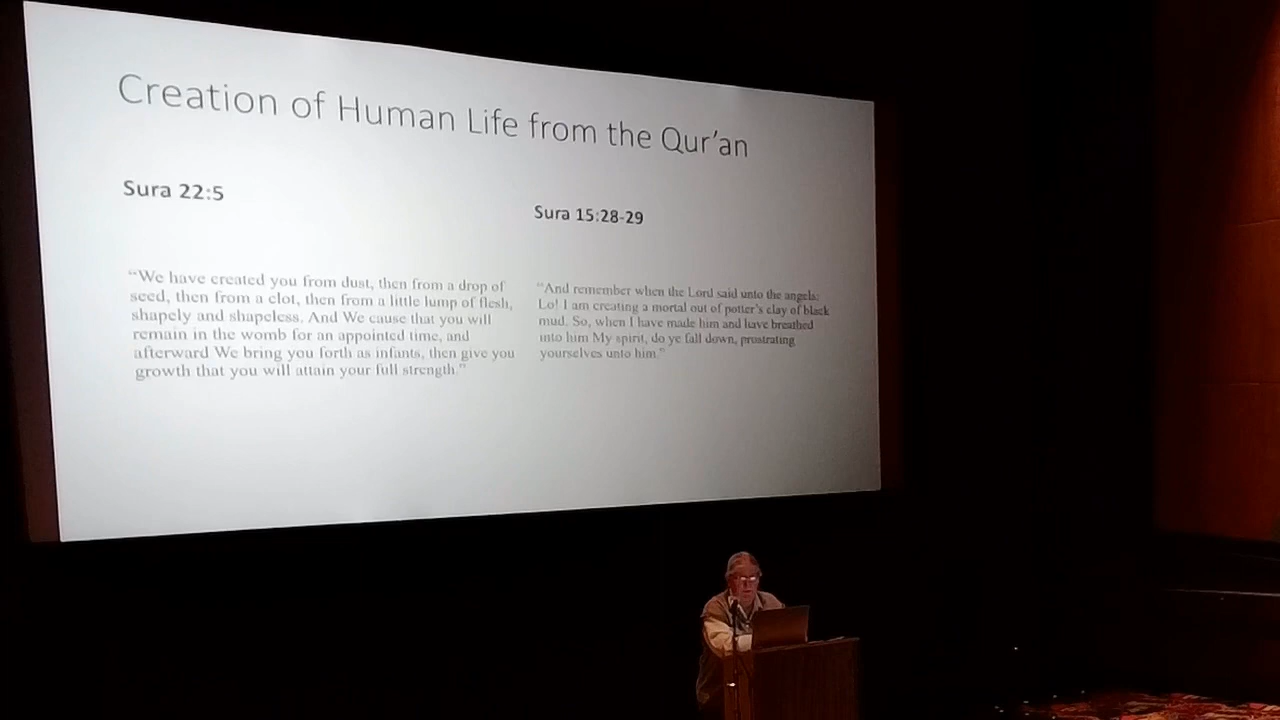 Creation of Human Life from the Qur'an
Sura 22:5
"We have created you from dust, then from a drop of
seed, then from a clot, then from a little lump of flesh,
shapely and shapeless. And We cause that you will
remain in the womb for an appointed time, and
afterward We bring you forth as infants, then give you
growth that you will attain your full strength."
Sura 15:28-29
"And remember when the Lord said unto the angels:
Lo! I am creating a mortal out of potter's clay of black
mud. So, when I have made him and have breathed
into him My spirit, do ye fall down, prostrating
yourselves unto him."